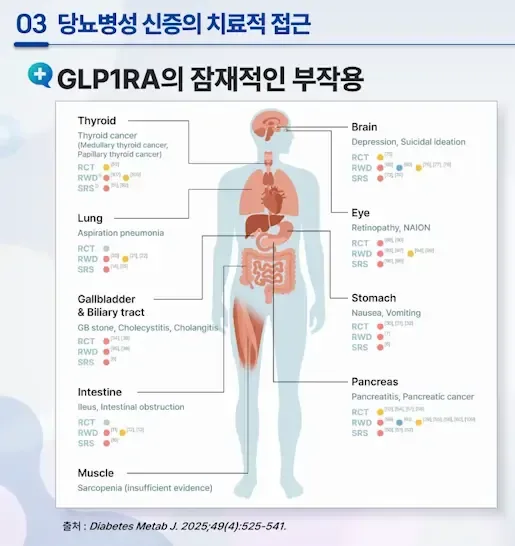 03 당뇨병성 신증의 치료적 접근
GLP1RA의 잠재적인 부작용
Thyroid
Thyroid cancer
(Medullary thyroid cancer,
Papillary thyroid cancer)
RCT
RWD
SRS
Lung
Aspiration pneumonia
RCT
RWD
SRS
Gallbladder
& Biliary tract
GB stone, Cholecystitis, Cholangitis
RCT
RWD
SRS
Intestine
Ileus, Intestinal obstruction
RCT
RWD
SRS
Muscle
Sarcopenia (insufficient evidence)
Brain
Depression, Suicidal ideation
RCT
RWD
SRS
Eye
Retinopathy, NAION
RCT
RWD
SRS
Stomach
Nausea, Vomiting
RCT
RWD
SRS
Pancreas
Pancreatitis, Pancreatic cancer
RCT
RWD
SRS
출처 : Diabetes Metab J. 2025;49(4):525-541.